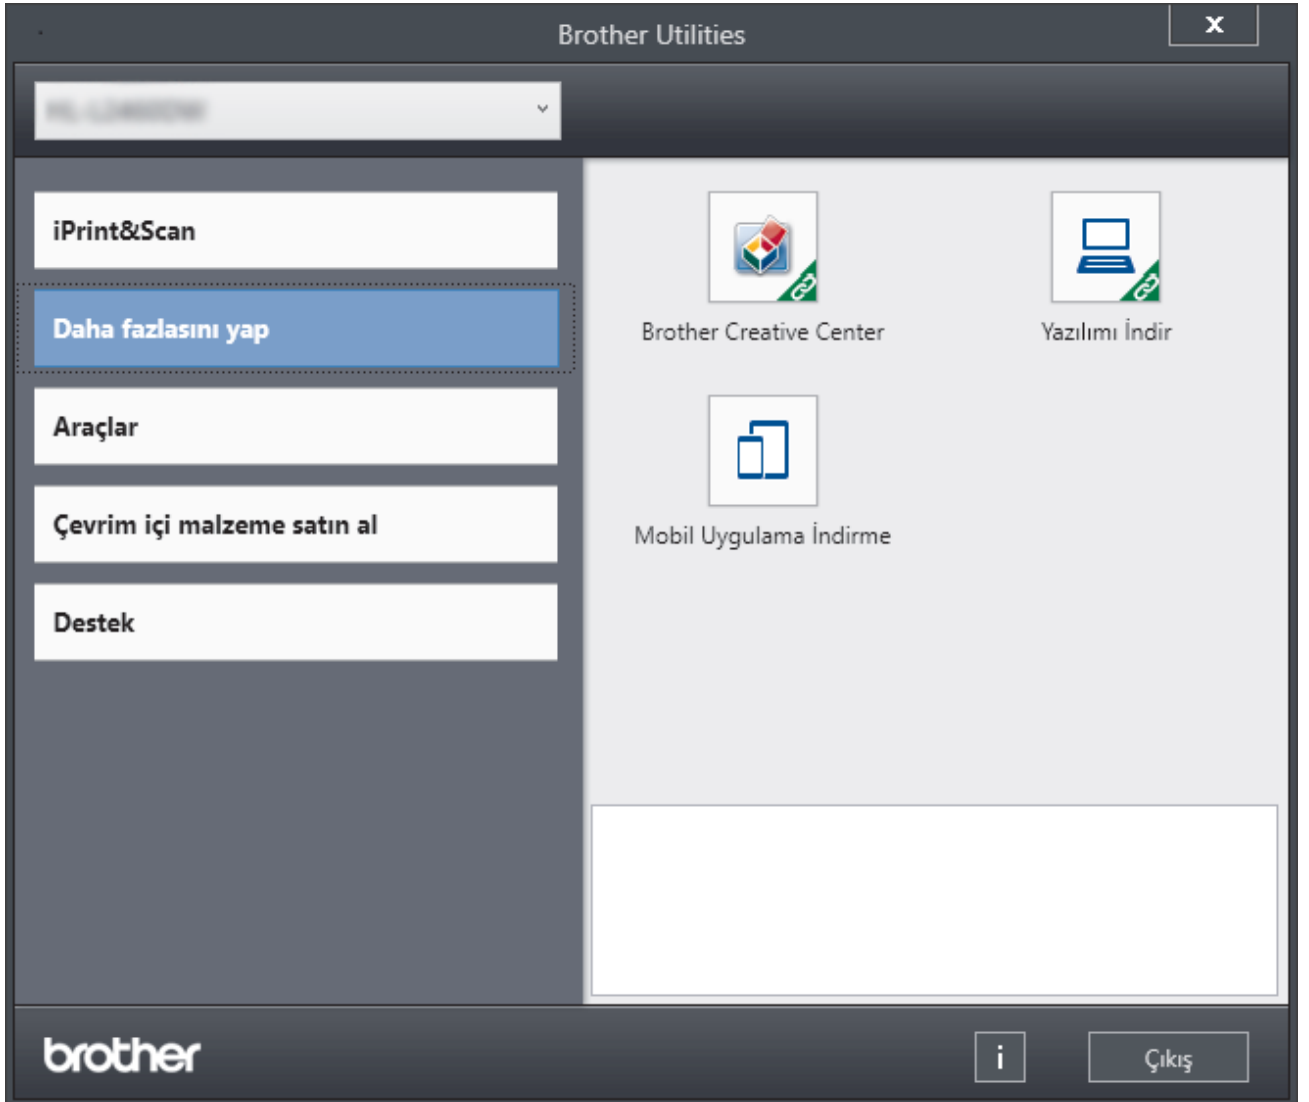 Brother Utilities
X
iPrint&Scan
Daha fazlasını yap
Araçlar
Çevrim içi malzeme satın al
Destek
Brother Creative Center
Yazılımı İndir
Mobil Uygulama İndirme
brother
i
Çıkış